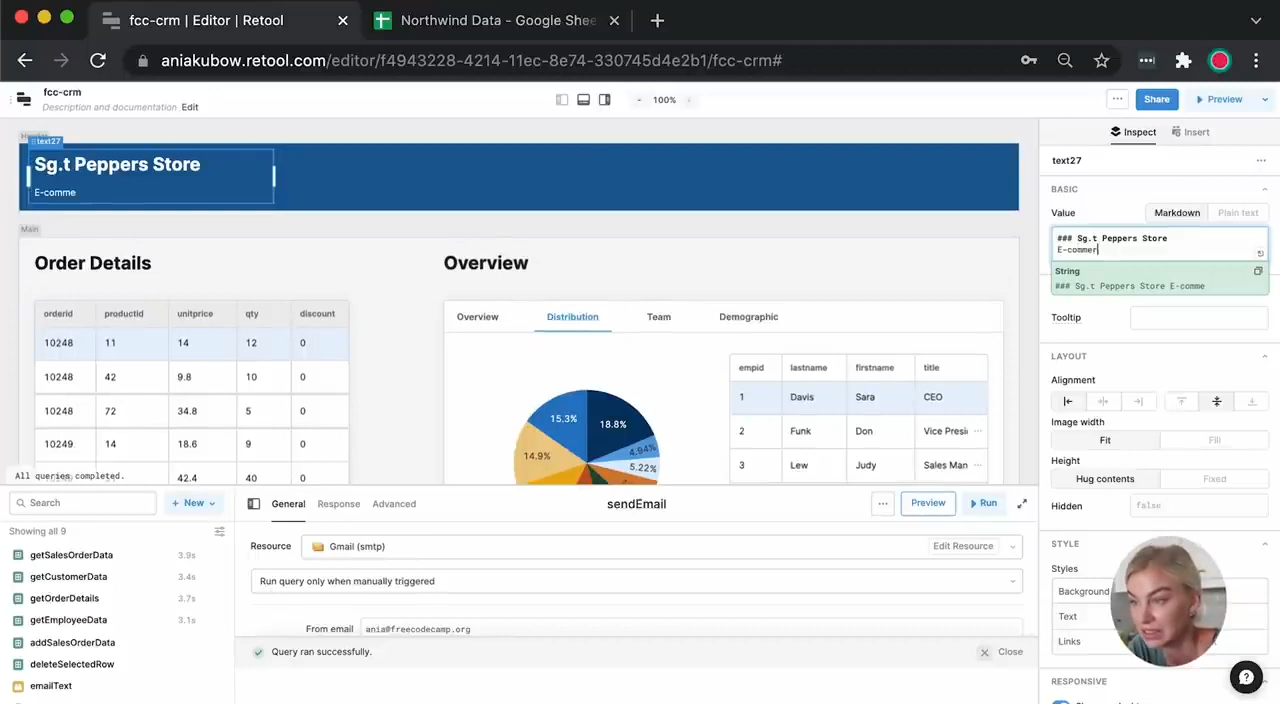 fcc-crm | Editor | Retool
Northwind Data - Google Shee
aniakubow.retool.com/editor/f4943228-4214-11ec-8e74-330745d4e2b1/fcc-crm#
fcc-crm
Description and documentation Edit
- 100%
Share
Preview
Inspect
Insert
Header
text27
Sg.t Peppers Store
E-comme
text27
BASIC
Value
Markdown
Plain text
### Sg.t Peppers Store
E-commer
String
### Sg.t Peppers Store E-comme
Tooltip
Main
Order Details
orderid productid unitprice qty discount
10248 11 14 12 0
10248 42 9.8 10 0
10248 72 34.8 5 0
10249 14 18.6 9 0
42.4 40 0
Overview
Overview Distribution Team Demographic
15.3%
18.8%
4.94%
5.22%
14.9%
empid lastname firstname title
1 Davis Sara CEO
2 Funk Don Vice Presi ...
3 Lew Judy Sales Man ...
LAYOUT
Alignment
Image width
Fit
Fill
Height
Hug contents
Fixed
Hidden
false
STYLE
Styles
Background
Text
Links
RESPONSIVE
All queries completed.
Search
+ New
Showing all 9
getSalesOrderData 3.9s
getCustomerData 3.4s
getOrderDetails 3.7s
getEmployeeData 3.1s
addSalesOrderData
deleteSelectedRow
emailText
General Response Advanced
sendEmail
Preview
Run
Resource
Gmail (smtp)
Edit Resource
Run query only when manually triggered
From email
ania@freecodecamp.org
Query ran successfully.
Close